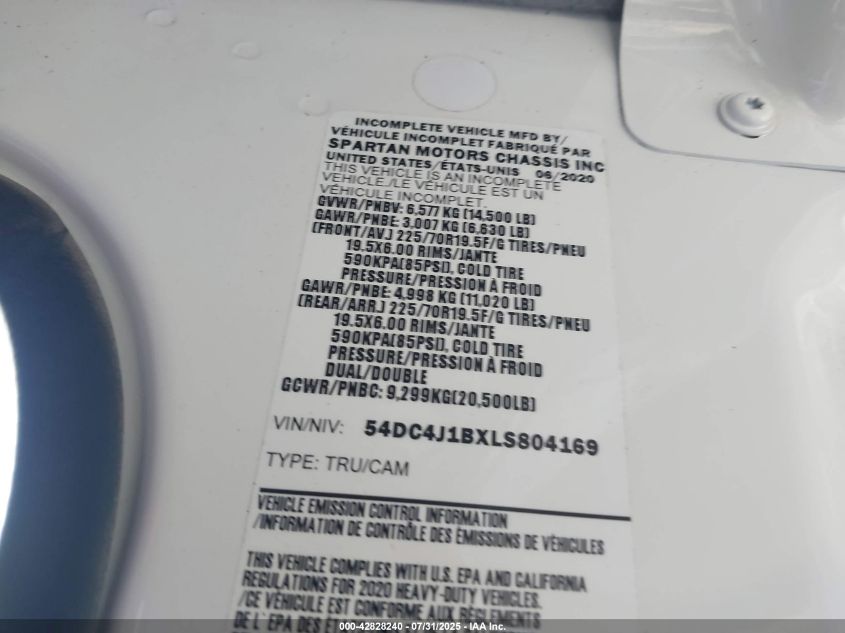 INCOMPLETE VEHICLE MFD BY/
VÉHICULE INCOMPLET FABRIQUÉ PAR
SPARTAN MOTORS CHASSIS INC
UNITED STATES/ÉTATS-UNIS 06/2020
THIS VEHICLE IS AN INCOMPLETE
VEHICLE./LE VÉHICULE EST UN
VÉHICULE INCOMPLET.
GVWR/PNBV: 6,577 KG (14,500 LB)
GAWR/PNBE: 3,007 KG (6,630 LB)
(FRONT/AV.) 225/70R19.5F/G TIRES/PNEU
19.5X6.00 RIMS/JANTE
590KPA(85PSI), COLD TIRE
PRESSURE/PRESSION À FROID
GAWR/PNBE: 4,998 KG (11,020 LB)
(REAR/ARR.) 225/70R19.5F/G TIRES/PNEU
19.5X6.00 RIMS/JANTE
590KPA(85PSI), COLD TIRE
PRESSURE/PRESSION À FROID
DUAL/DOUBLE
GCWR/PNBC: 9,299KG(20,500LB)
VIN/NIV: 54DC4J1BXLS804169
TYPE: TRU/CAM
VEHICLE EMISSION CONTROL INFORMATION
/INFORMATION DE CONTRÔLE DES ÉMISSIONS DE VÉHICULES
THIS VEHICLE COMPLIES WITH U.S. EPA AND CALIFORNIA
REGULATIONS FOR 2020 HEAVY-DUTY VEHICLES.
/CE VÉHICULE EST CONFORME AUX RÈGLEMENTS
DE L'EPA DES
000-42828240 - 07/31/2025 - IAA Inc.